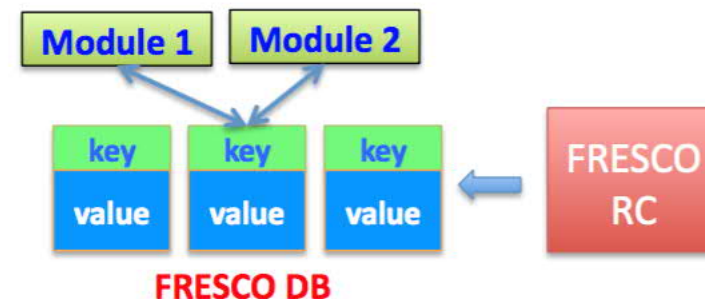 Module 1 Module 2
key key key
value value value
FRESCO
RC
FRESCO DB